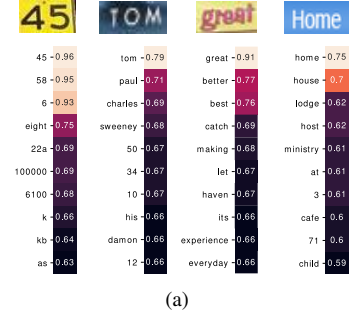 45 TOM great Home
45 0.96 tom 0.79 great 0.91 home 0.75
58 0.95 paul 0.71 better 0.77 house 0.7
6 0.93 charles 0.69 best 0.76 lodge 0.62
eight 0.75 sweeney 0.68 catch 0.69 host 0.62
22a 0.69 50 0.67 making 0.68 ministry 0.61
100000 0.69 34 0.67 let 0.67 at 0.61
6100 0.68 10 0.67 haven 0.67 3 0.61
k 0.66 his 0.66 its 0.66 cafe 0.6
kb 0.64 damon 0.66 experience 0.66 71 0.6
as 0.63 12 0.66 everyday 0.66 child 0.59
(a)